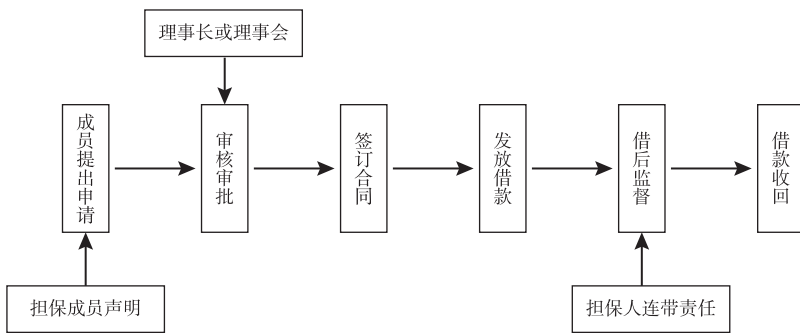 理事长或理事会
成员提出申请
审核审批
签订合同
发放借款
借后监督
借款收回
担保成员声明
担保人连带责任